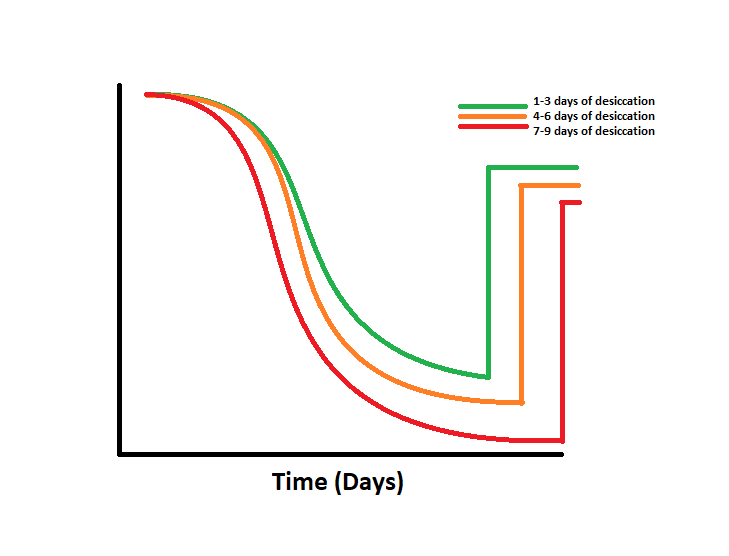 1-3 days of desiccation
4-6 days of desiccation
7-9 days of desiccation
Time (Days)